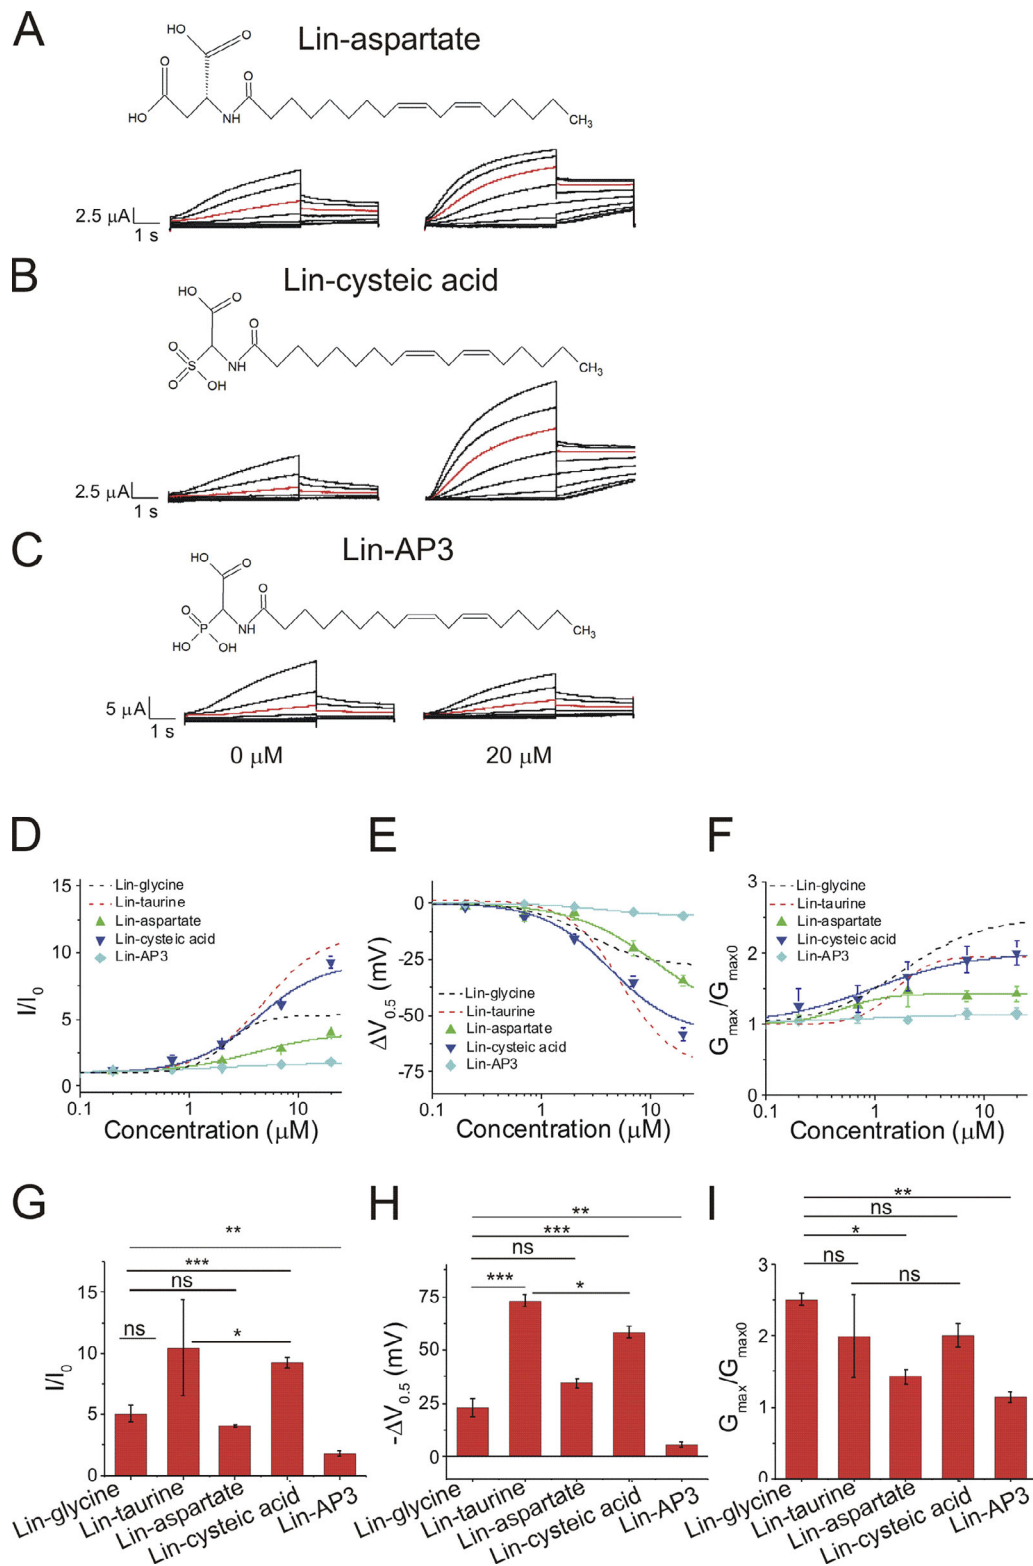 A
Lin-aspartate
HO
O
O
O
HO
NH
CH3
2.5 μA
1 s
B
Lin-cysteic acid
HO
O
O
O
S
NH
O
OH
CH3
2.5 μA
1 s
C
Lin-AP3
HO
O
O
O
P
NH
HO
OH
CH3
5 μA
1 s
0 μM
20 μM
D
15
10
5
0
I/I0
Lin-glycine
Lin-taurine
Lin-aspartate
Lin-cysteic acid
Lin-AP3
0.1
1
10
Concentration (μM)
E
0
-25
-50
-75
ΔV0.5 (mV)
Lin-glycine
Lin-taurine
Lin-aspartate
Lin-cysteic acid
Lin-AP3
0.1
1
10
Concentration (μM)
F
3
2
1
0
Gmax/Gmax0
Lin-glycine
Lin-taurine
Lin-aspartate
Lin-cysteic acid
Lin-AP3
0.1
1
10
Concentration (μM)
G
**
***
ns
ns
*
15
10
5
0
I/I0
Lin-glycine
Lin-taurine
Lin-aspartate
Lin-cysteic acid
Lin-AP3
H
**
***
ns
***
*
75
50
25
0
-ΔV0.5 (mV)
Lin-glycine
Lin-taurine
Lin-aspartate
Lin-cysteic acid
Lin-AP3
I
**
ns
*
ns
ns
3
2
1
0
Gmax/Gmax0
Lin-glycine
Lin-taurine
Lin-aspartate
Lin-cysteic acid
Lin-AP3